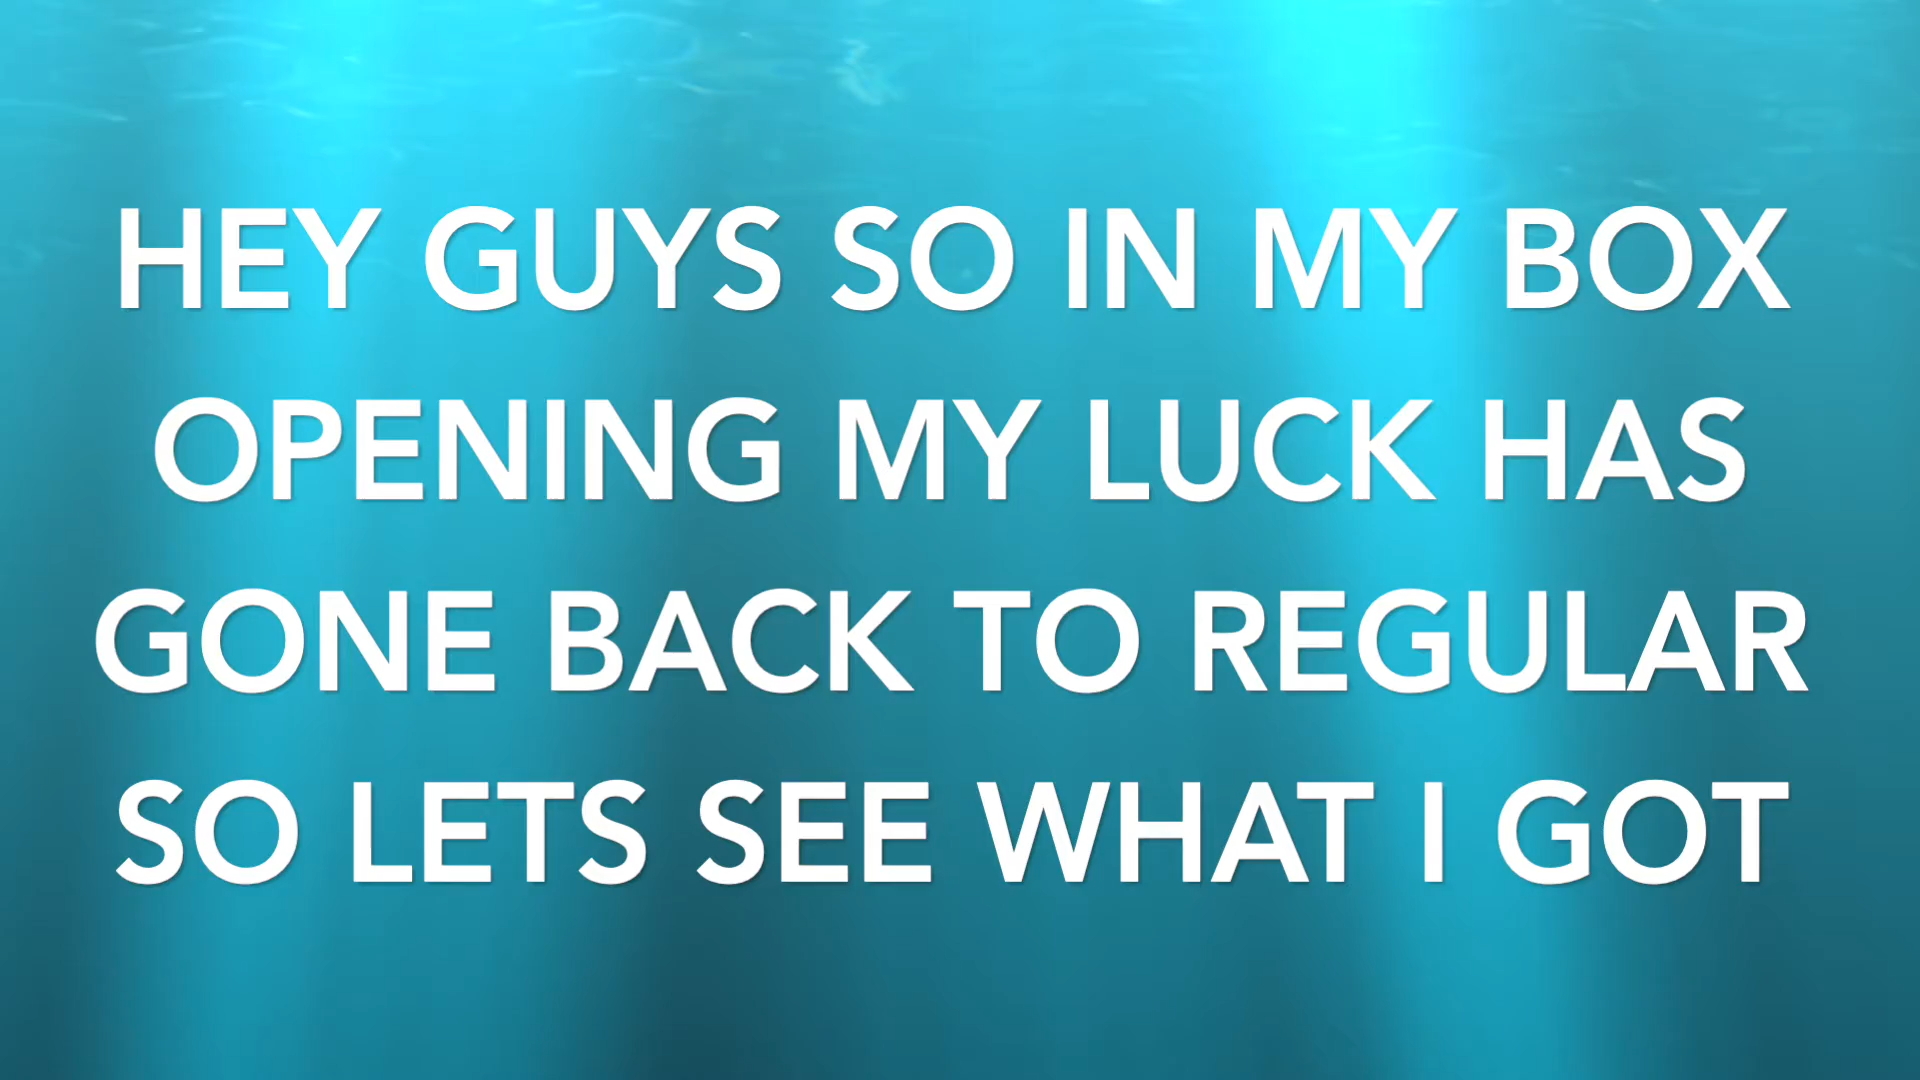 HEY GUYS SO IN MY BOX
OPENING MY LUCK HAS
GONE BACK TO REGULAR
SO LETS SEE WHAT I GOT